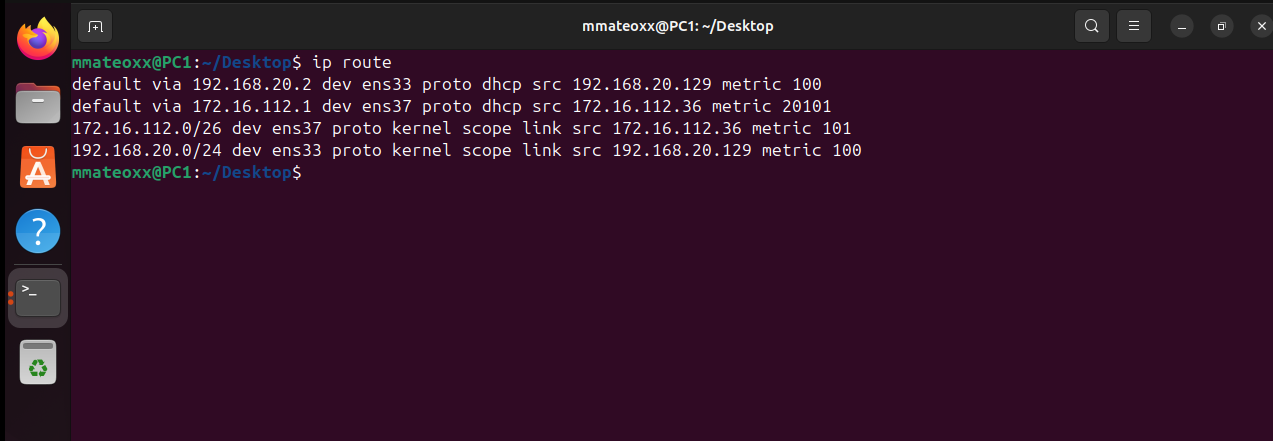 mmateoxx@PC1: ~/Desktop
mmateoxx@PC1:~/Desktop$ ip route
default via 192.168.20.2 dev ens33 proto dhcp src 192.168.20.129 metric 100
default via 172.16.112.1 dev ens37 proto dhcp src 172.16.112.36 metric 20101
172.16.112.0/26 dev ens37 proto kernel scope link src 172.16.112.36 metric 101
192.168.20.0/24 dev ens33 proto kernel scope link src 192.168.20.129 metric 100
mmateoxx@PC1:~/Desktop$